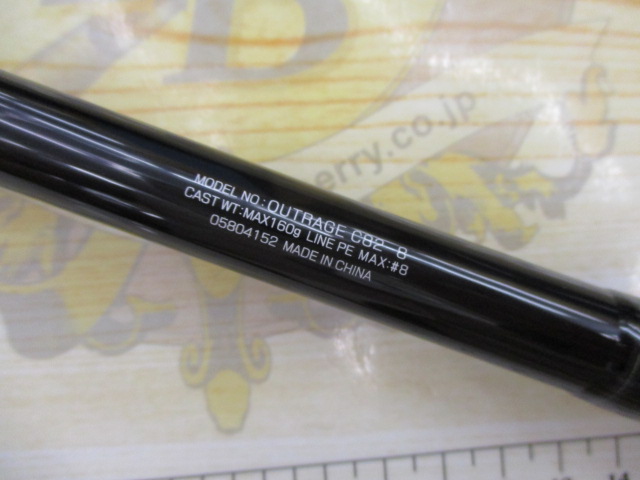 D
erry.co.jp
MODEL NO.:OUTRAGE C82-8
CAST WT:MAX160g LINE PE MAX:#8
05804152 MADE IN CHINA